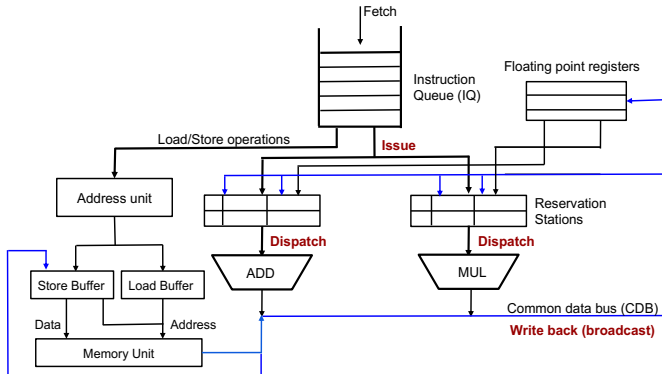 Fetch
Floating point registers
Instruction
Queue (IQ)
Load/Store operations
Issue
Address unit
Reservation
Stations
Dispatch
Dispatch
ADD
MUL
Store Buffer
Load Buffer
Common data bus (CDB)
Data
Address
Write back (broadcast)
Memory Unit